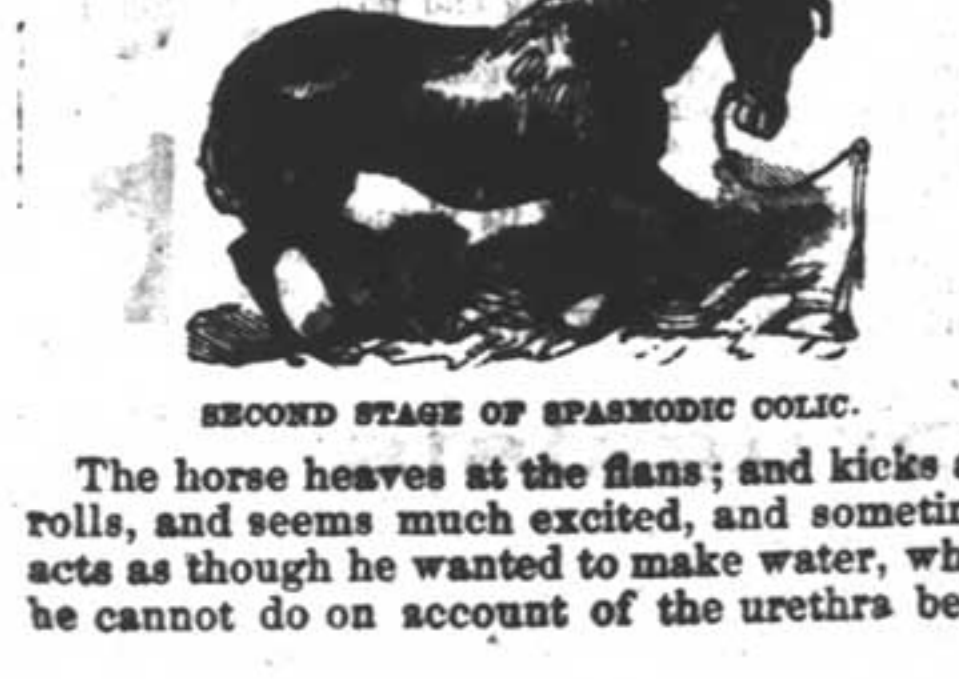 SECOND STAGE OF SPASMODIC COLIC.
The horse heaves at the flans; and kicks
rolls, and seems much excited, and sometin
acts as though he wanted to make water, wh
he cannot do on account of the urethra be